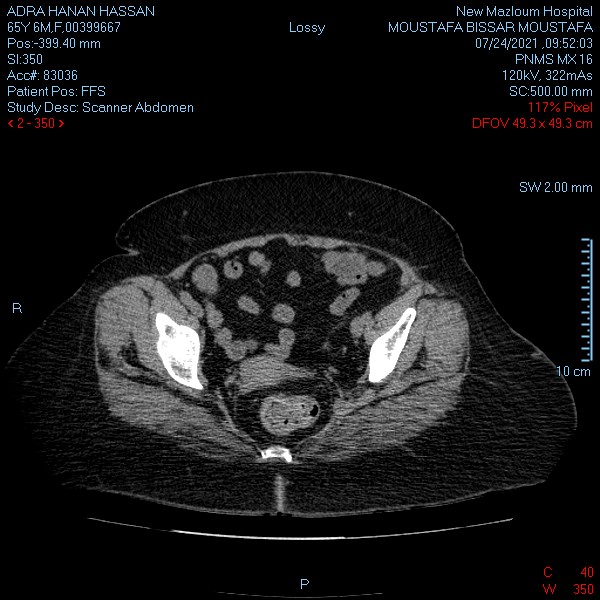 ADRA HANAN HASSAN
65Y 6M,F,00399667
Pos:-399.40 mm
SI:350
Acc#: 83036
Patient Pos: FFS
Study Desc: Scanner Abdomen
< 2 - 350 >
Lossy
New Mazloum Hospital
MOUSTAFA BISSAR MOUSTAFA
07/24/2021 ,09:52:03
PNMS MX 16
120kV, 322mAs
SC:500.00 mm
117% Pixel
DFOV 49.3 x 49.3 cm
SW 2.00 mm
R
10 cm
P
C 40
W 350